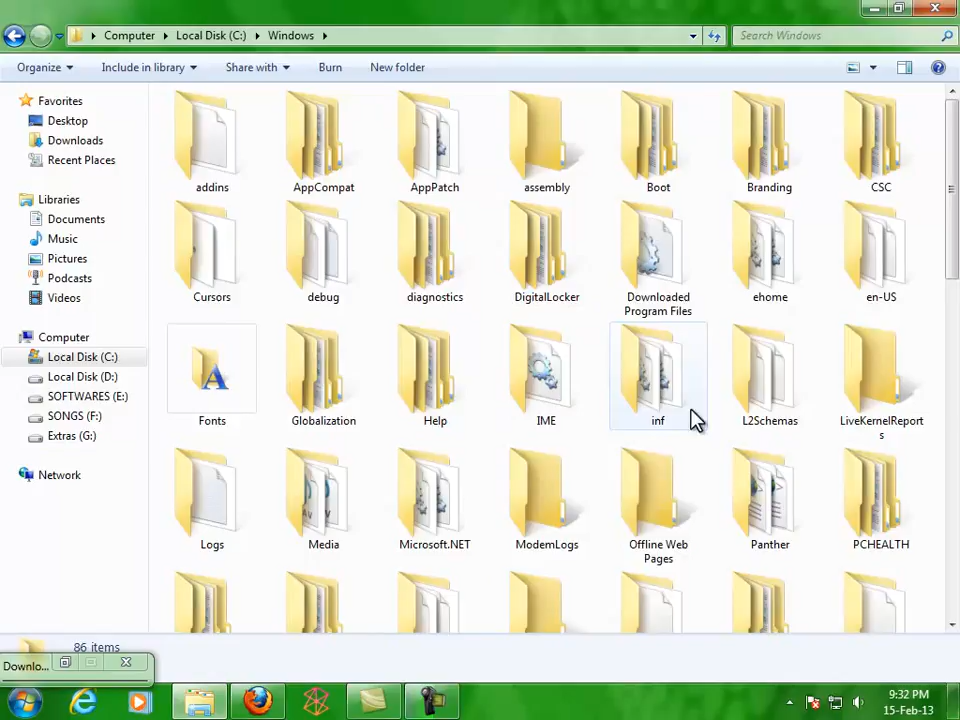 Computer Local Disk (C:) Windows
Search Windows
Organize Include in library Share with Burn New folder
Favorites
Desktop
Downloads
Recent Places
Libraries
Documents
Music
Pictures
Podcasts
Videos
Computer
Local Disk (C:)
Local Disk (D:)
SOFTWARES (E:)
SONGS (F:)
Extras (G:)
Network
addins AppCompat AppPatch assembly Boot Branding CSC
Cursors debug diagnostics DigitalLocker Downloaded Program Files ehome en-US
Fonts Globalization Help IME inf L2Schemas LiveKernelReports
Logs Media Microsoft.NET ModemLogs Offline Web Pages Panther PCHEALTH
86 items
Downlo...
9:32 PM
15-Feb-13